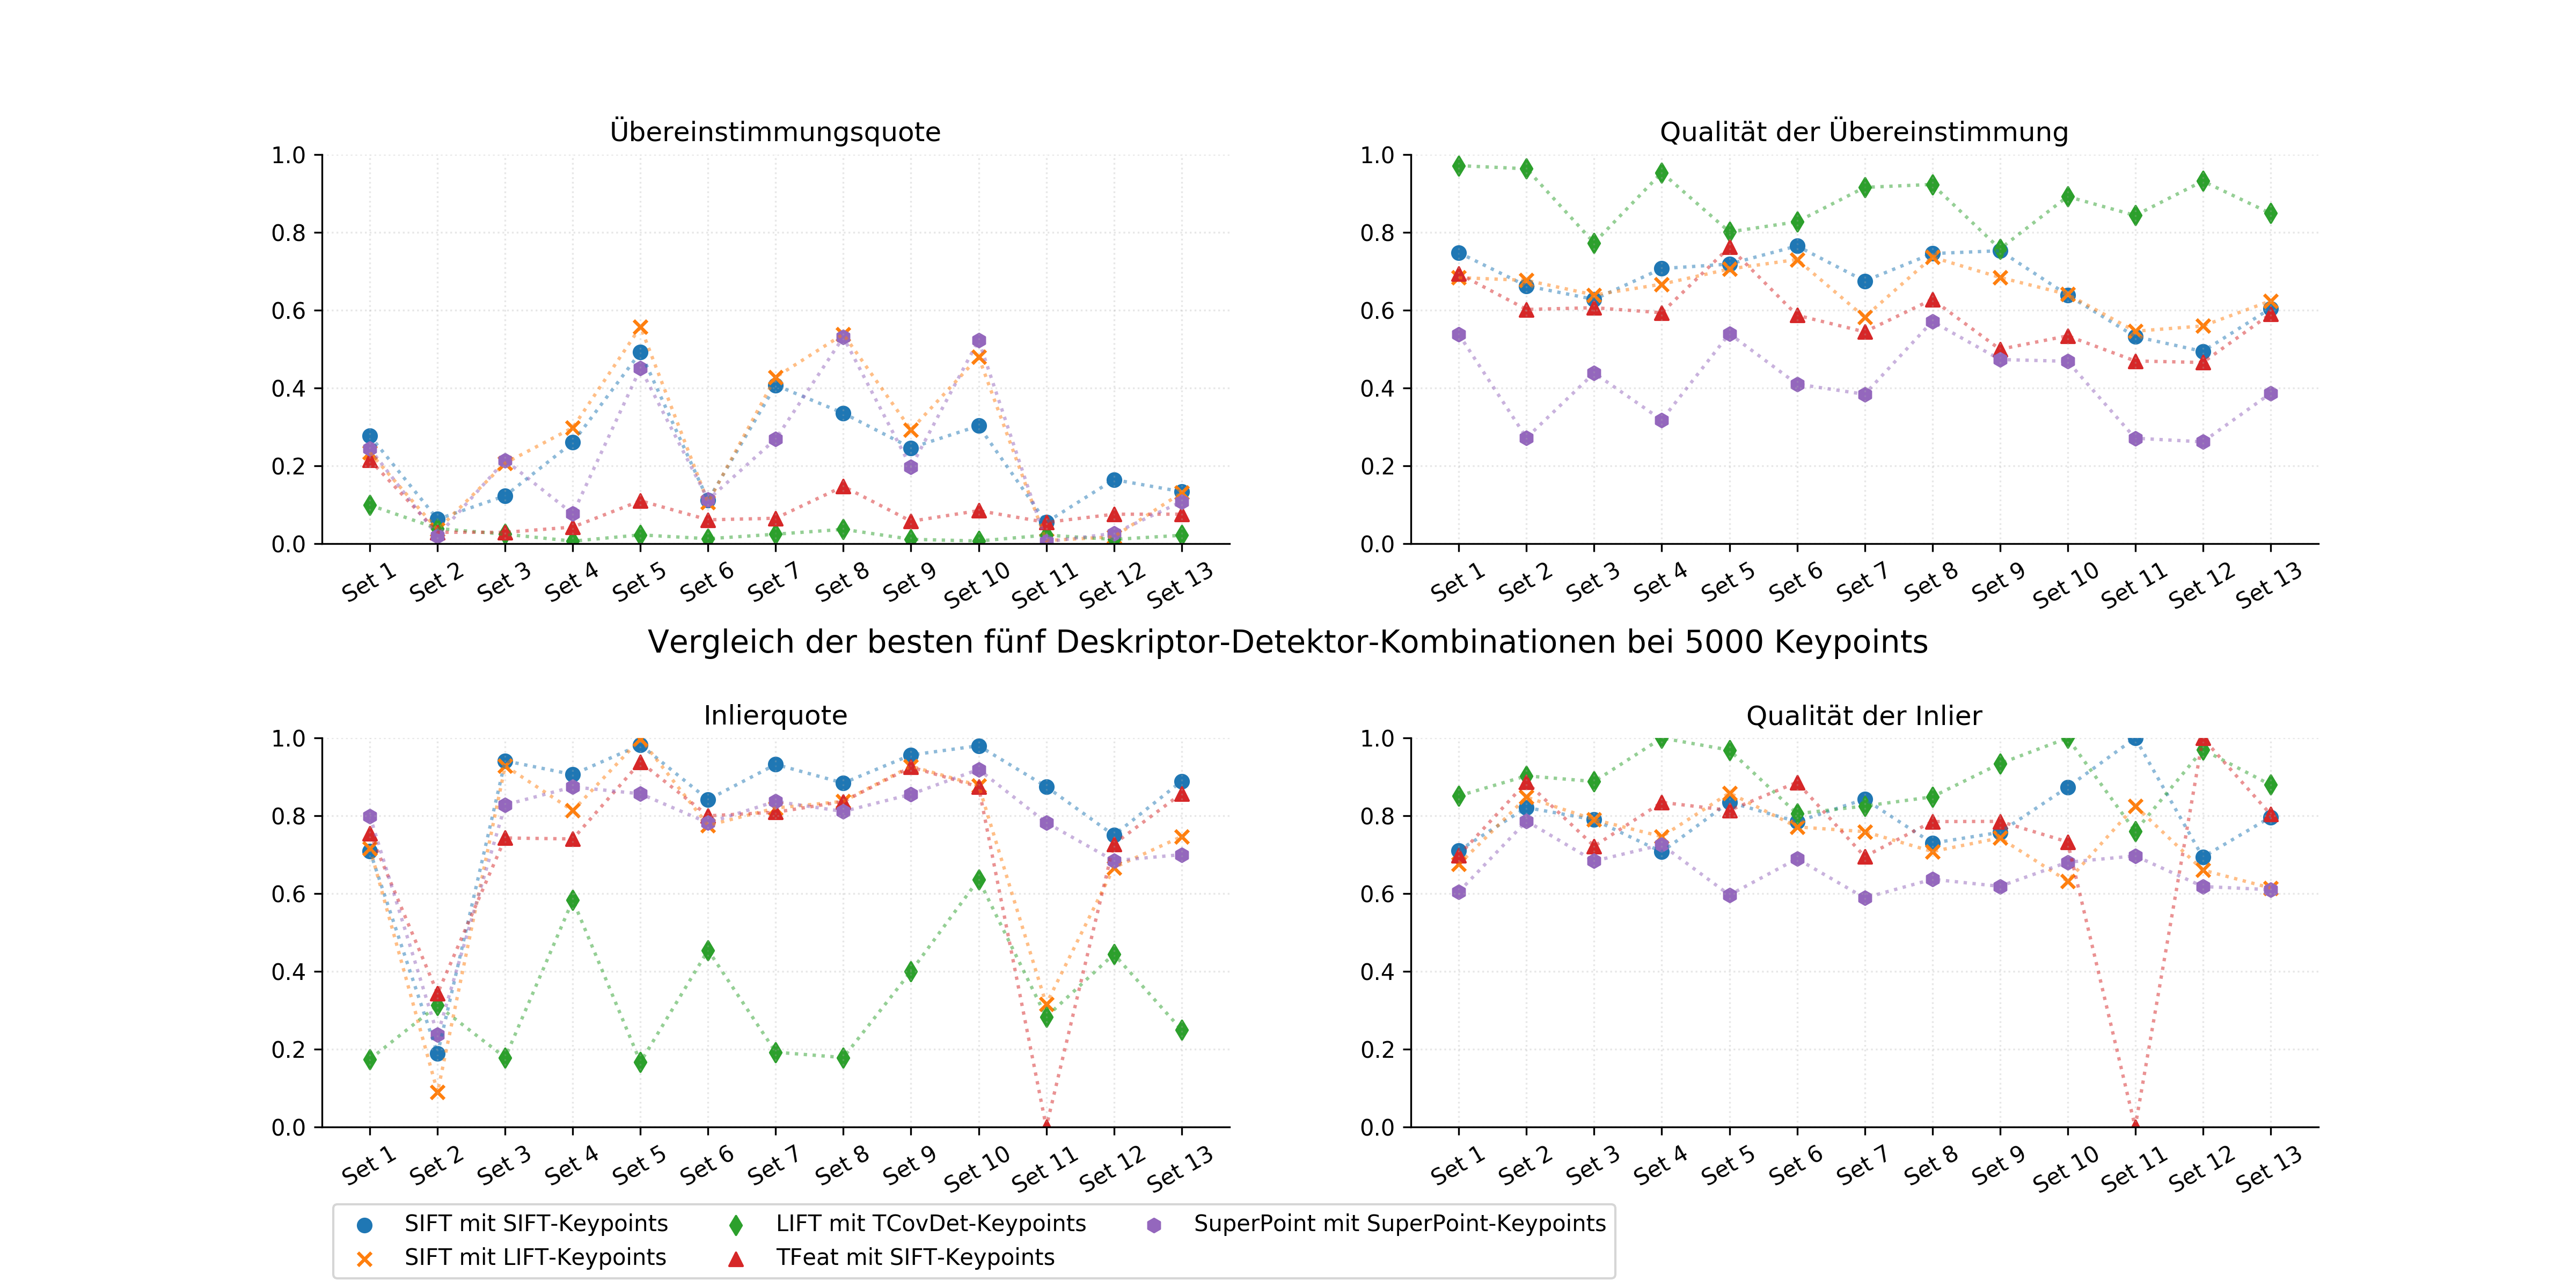 Übereinstimmungsquote
1.0
0.8
0.6
0.4
0.2
0.0
Set 1 Set 2 Set 3 Set 4 Set 5 Set 6 Set 7 Set 8 Set 9 Set 10 Set 11 Set 12 Set 13
Qualität der Übereinstimmung
1.0
0.8
0.6
0.4
0.2
0.0
Set 1 Set 2 Set 3 Set 4 Set 5 Set 6 Set 7 Set 8 Set 9 Set 10 Set 11 Set 12 Set 13
Vergleich der besten fünf Deskriptor-Detektor-Kombinationen bei 5000 Keypoints
Inlierquote
1.0
0.8
0.6
0.4
0.2
0.0
Set 1 Set 2 Set 3 Set 4 Set 5 Set 6 Set 7 Set 8 Set 9 Set 10 Set 11 Set 12 Set 13
Qualität der Inlier
1.0
0.8
0.6
0.4
0.2
0.0
Set 1 Set 2 Set 3 Set 4 Set 5 Set 6 Set 7 Set 8 Set 9 Set 10 Set 11 Set 12 Set 13
SIFT mit SIFT-Keypoints
SIFT mit LIFT-Keypoints
LIFT mit TCovDet-Keypoints
TFeat mit SIFT-Keypoints
SuperPoint mit SuperPoint-Keypoints